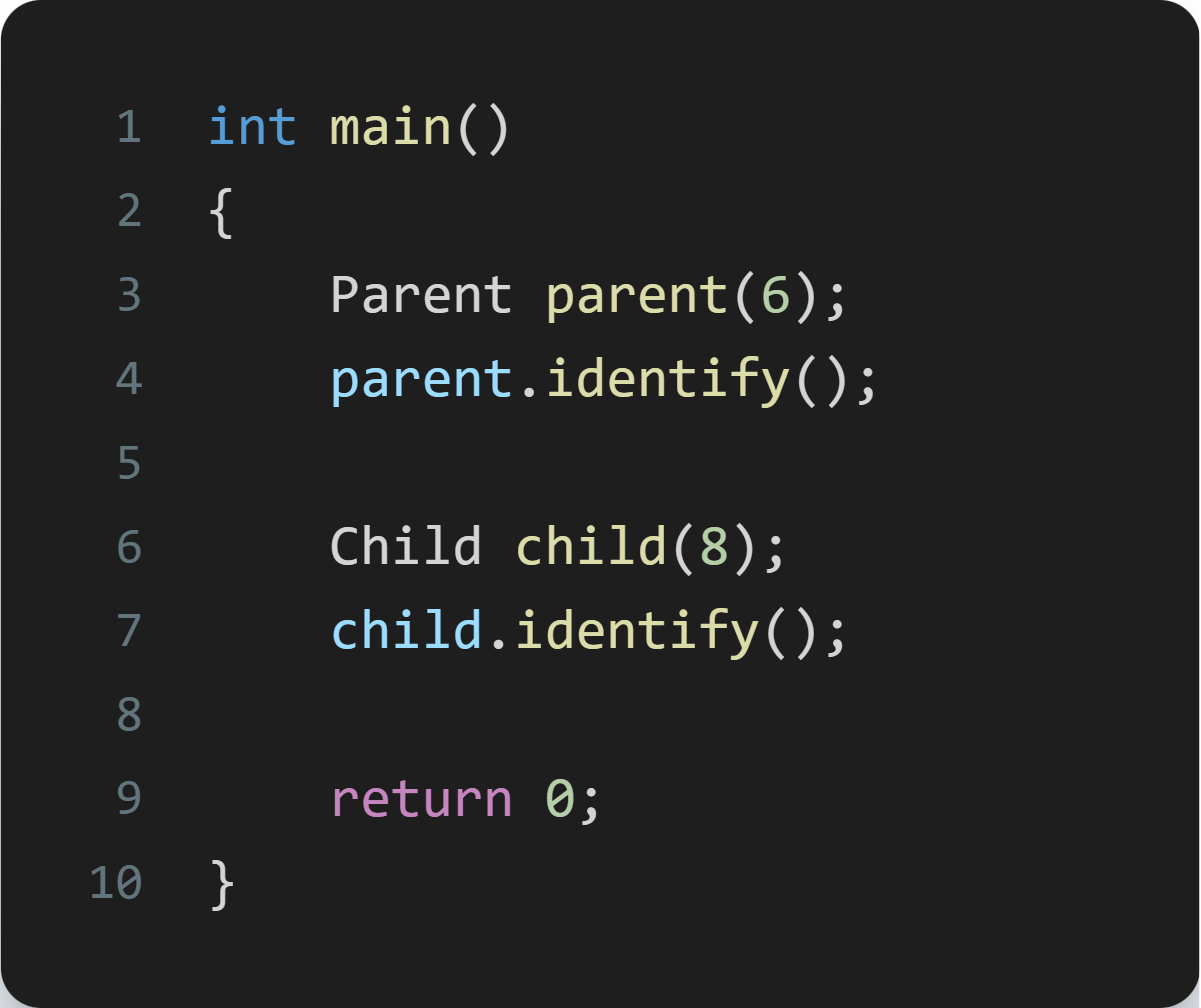 1 int main()
2 {
3     Parent parent(6);
4     parent.identify();
5
6     Child child(8);
7     child.identify();
8
9     return 0;
10 }